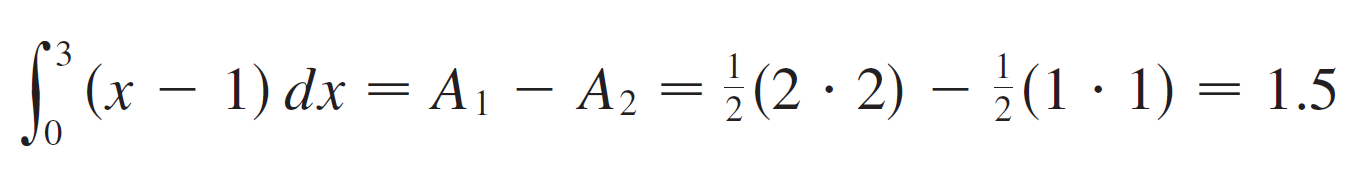 ∫₀³ (x − 1) dx = A₁ − A₂ = ½(2 · 2) − ½(1 · 1) = 1.5